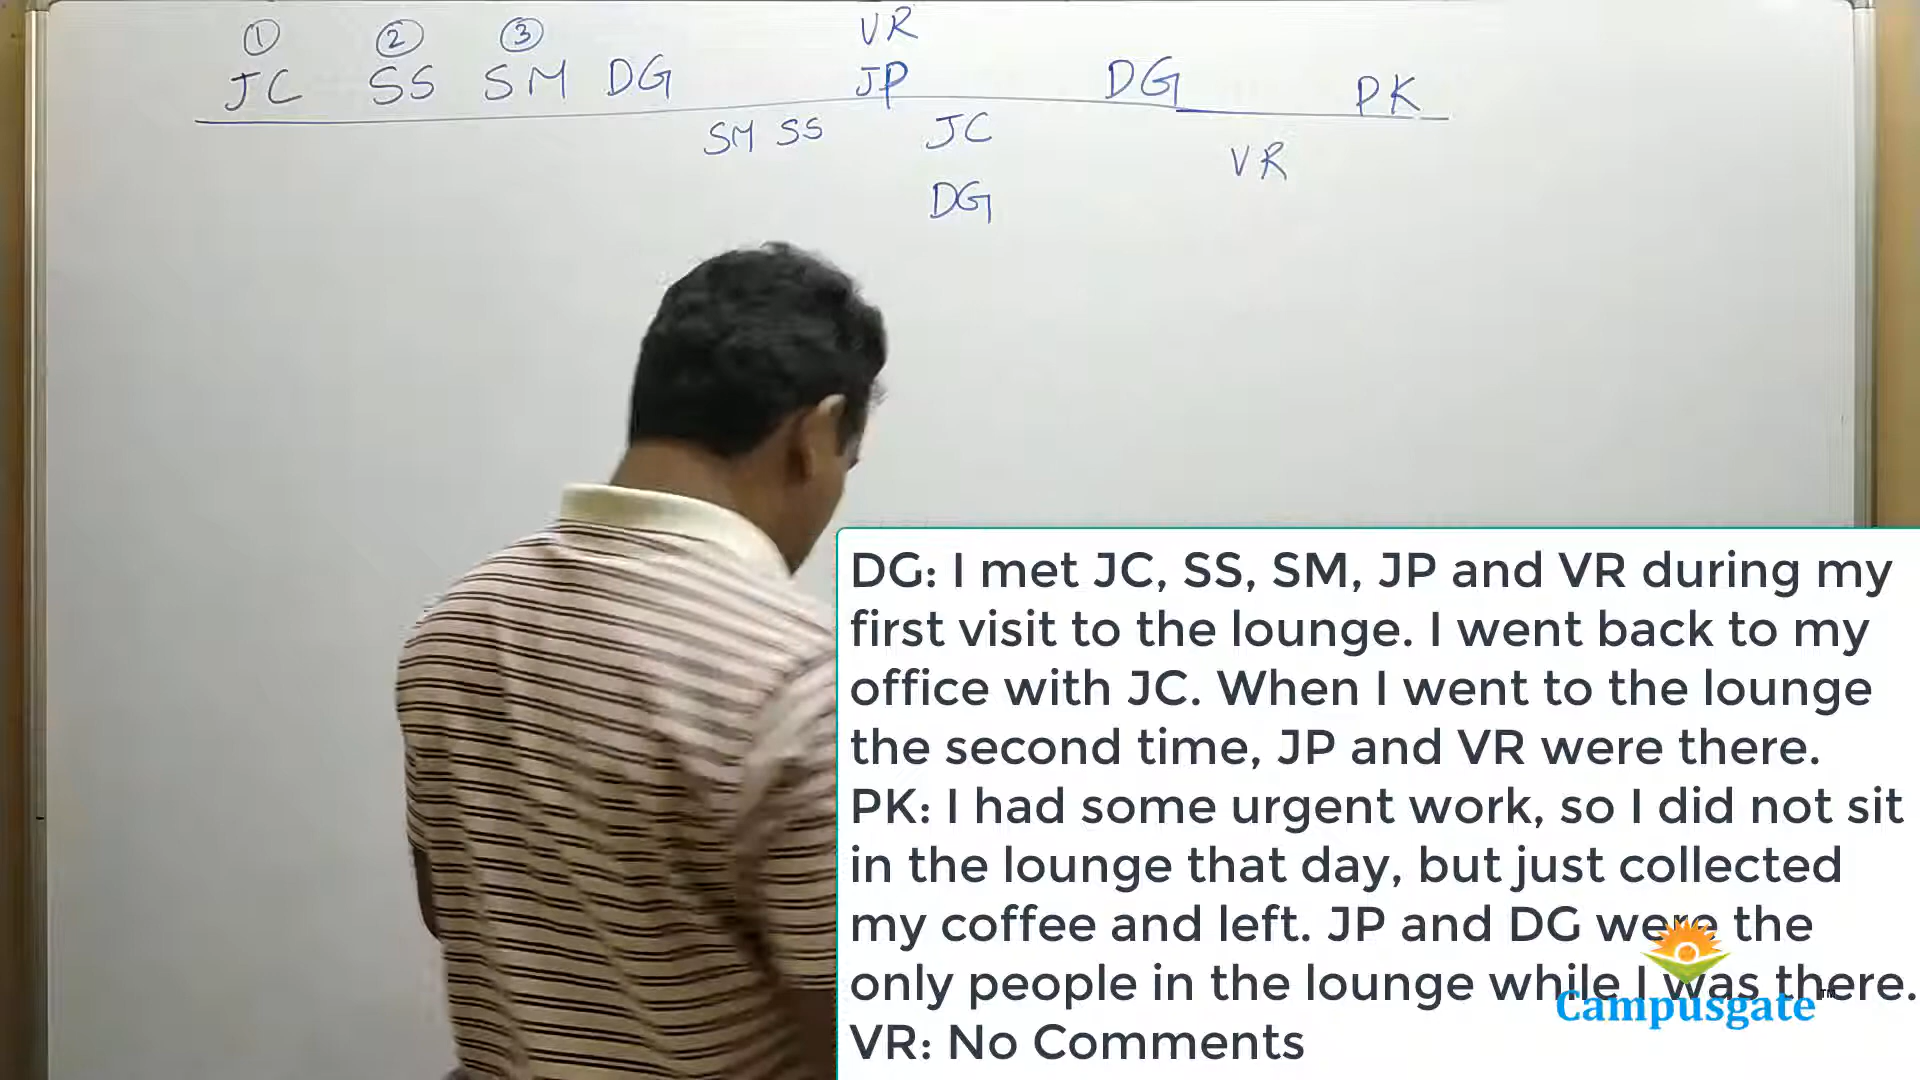 ① ② ③ VR
JC SS SM DG JP DG PK
SM SS JC VR
DG
DG: I met JC, SS, SM, JP and VR during my
first visit to the lounge. I went back to my
office with JC. When I went to the lounge
the second time, JP and VR were there.
PK: I had some urgent work, so I did not sit
in the lounge that day, but just collected
my coffee and left. JP and DG were the
only people in the lounge while I was there.
VR: No Comments
Campusgate™